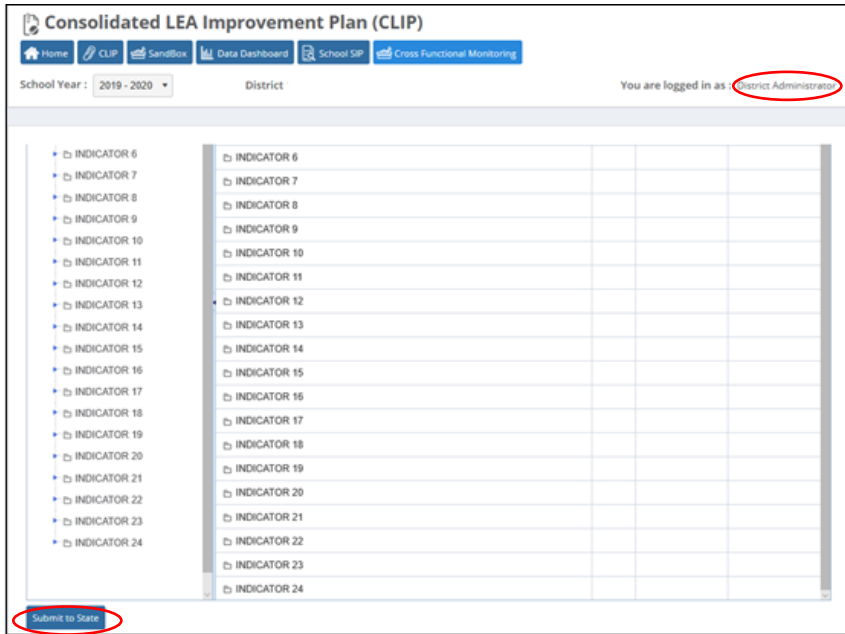 Consolidated LEA Improvement Plan (CLIP)
Home CLIP SandBox Data Dashboard School SIP Cross Functional Monitoring
School Year : 2019 - 2020 District You are logged in as : District Administrator
INDICATOR 6 INDICATOR 6
INDICATOR 7 INDICATOR 7
INDICATOR 8 INDICATOR 8
INDICATOR 9 INDICATOR 9
INDICATOR 10 INDICATOR 10
INDICATOR 11 INDICATOR 11
INDICATOR 12 INDICATOR 12
INDICATOR 13 INDICATOR 13
INDICATOR 14 INDICATOR 14
INDICATOR 15 INDICATOR 15
INDICATOR 16 INDICATOR 16
INDICATOR 17 INDICATOR 17
INDICATOR 18 INDICATOR 18
INDICATOR 19 INDICATOR 19
INDICATOR 20 INDICATOR 20
INDICATOR 21 INDICATOR 21
INDICATOR 22 INDICATOR 22
INDICATOR 23 INDICATOR 23
INDICATOR 24 INDICATOR 24
Submit to State